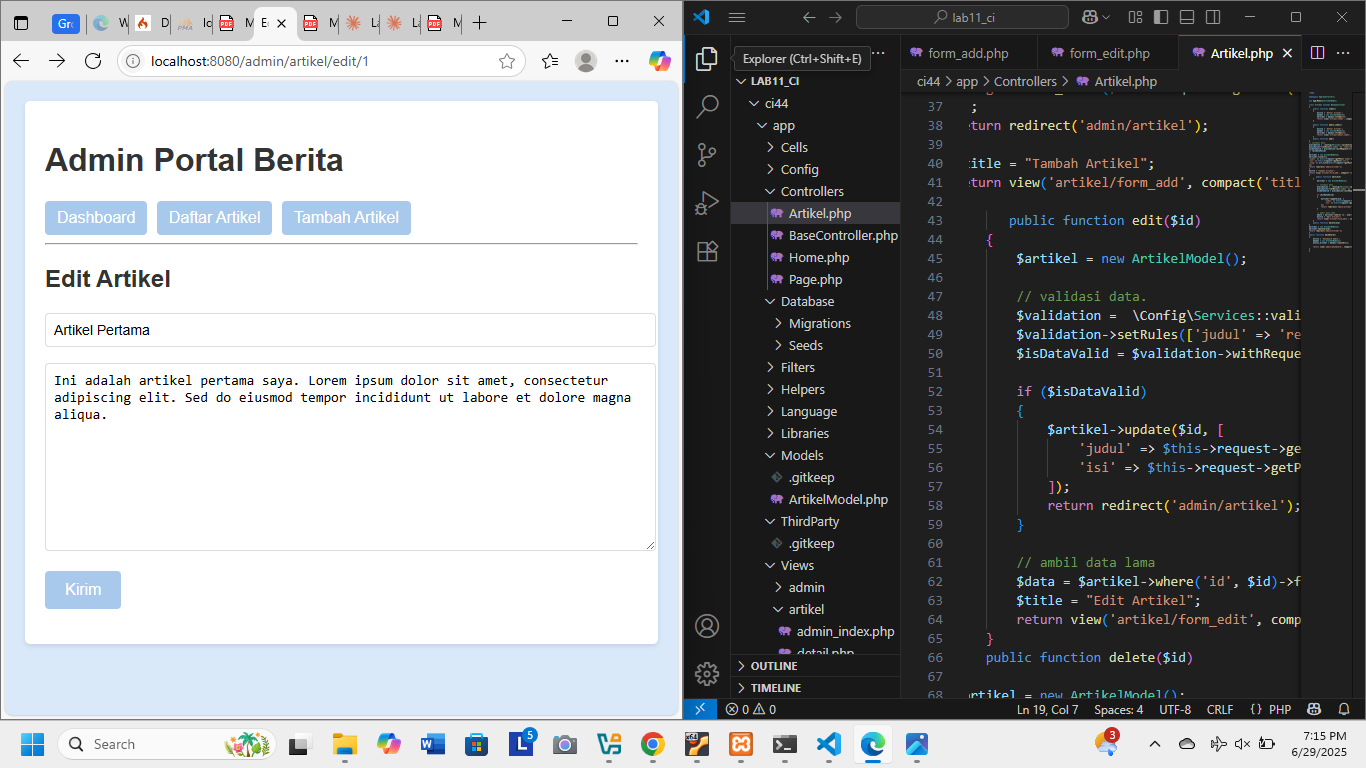 Gr
W
D
Id
M
E
M
La
La
M
localhost:8080/admin/artikel/edit/1
Admin Portal Berita
Dashboard
Daftar Artikel
Tambah Artikel
Edit Artikel
Artikel Pertama
Ini adalah artikel pertama saya. Lorem ipsum dolor sit amet, consectetur
adipiscing elit. Sed do eiusmod tempor incididunt ut labore et dolore magna
aliqua.
Kirim
lab11_ci
Explorer (Ctrl+Shift+E)
LAB11_CI
ci44
app
Cells
Config
Controllers
Artikel.php
BaseController.php
Home.php
Page.php
Database
Migrations
Seeds
Filters
Helpers
Language
Libraries
Models
.gitkeep
ArtikelModel.php
ThirdParty
.gitkeep
Views
admin
artikel
admin_index.php
detail.php
OUTLINE
TIMELINE
form_add.php
form_edit.php
Artikel.php
ci44 > app > Controllers > Artikel.php
37 ;
38 turn redirect('admin/artikel');
39
40 itle = "Tambah Artikel";
41 turn view('artikel/form_add', compact('titl
42
43 public function edit($id)
44 {
45 $artikel = new ArtikelModel();
46
47 // validasi data.
48 $validation = \Config\Services::vali
49 $validation->setRules(['judul' => 're
50 $isDataValid = $validation->withReque
51
52 if ($isDataValid)
53 {
54 $artikel->update($id, [
55 'judul' => $this->request->ge
56 'isi' => $this->request->getP
57 ]);
58 return redirect('admin/artikel');
59 }
60
61 // ambil data lama
62 $data = $artikel->where('id', $id)->f
63 $title = "Edit Artikel";
64 return view('artikel/form_edit', comp
65 }
66 public function delete($id)
67
68 rtikel = new ArtikelModel();
0 0
Ln 19, Col 7
Spaces: 4
UTF-8
CRLF
{ } PHP
Search
5
3
7:15 PM
6/29/2025